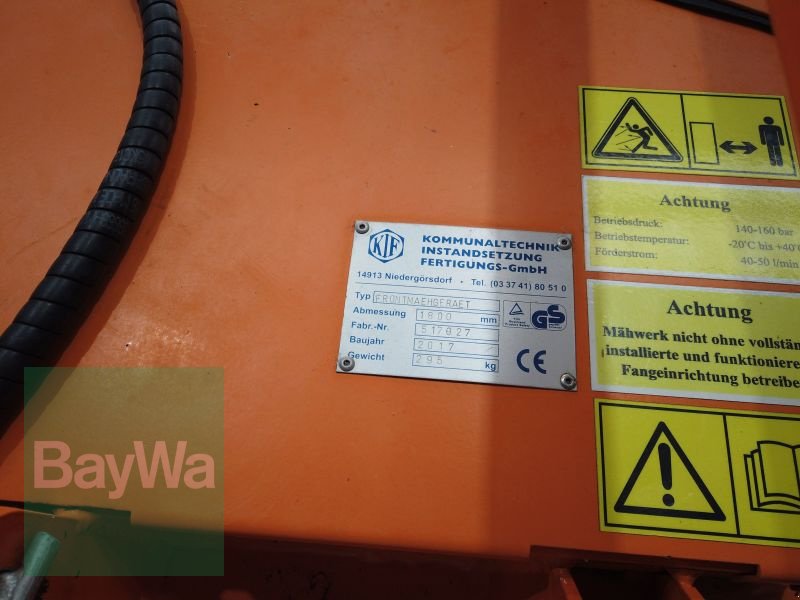 KIF
KOMMUNALTECHNIK
INSTANDSETZUNG
FERTIGUNGS-GmbH
14913 Niedergörsdorf • Tel. (03 37 41) 80 51 0
Typ FRONTMAEHGERAET
Abmessung 1800 mm
Fabr.-Nr. 517027
Baujahr 2017
Gewicht 295 kg
GS
CE
Achtung
Betriebsdruck: 140-160 bar
Betriebstemperatur: -20°C bis +40°
Förderstrom: 40-50 l/min
Achtung
Mähwerk nicht ohne vollstän
installierte und funktioniere
Fangeinrichtung betreibe
BayWa